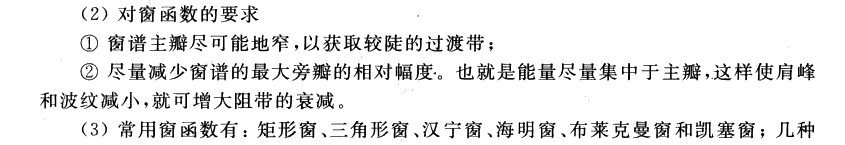 （2）对窗函数的要求
① 窗谱主瓣尽可能地窄,以获取较陡的过渡带；
② 尽量减少窗谱的最大旁瓣的相对幅度。也就是能量尽量集中于主瓣,这样使肩峰
和波纹减小,就可增大阻带的衰减。
（3）常用窗函数有：矩形窗、三角形窗、汉宁窗、海明窗、布莱克曼窗和凯塞窗；几种